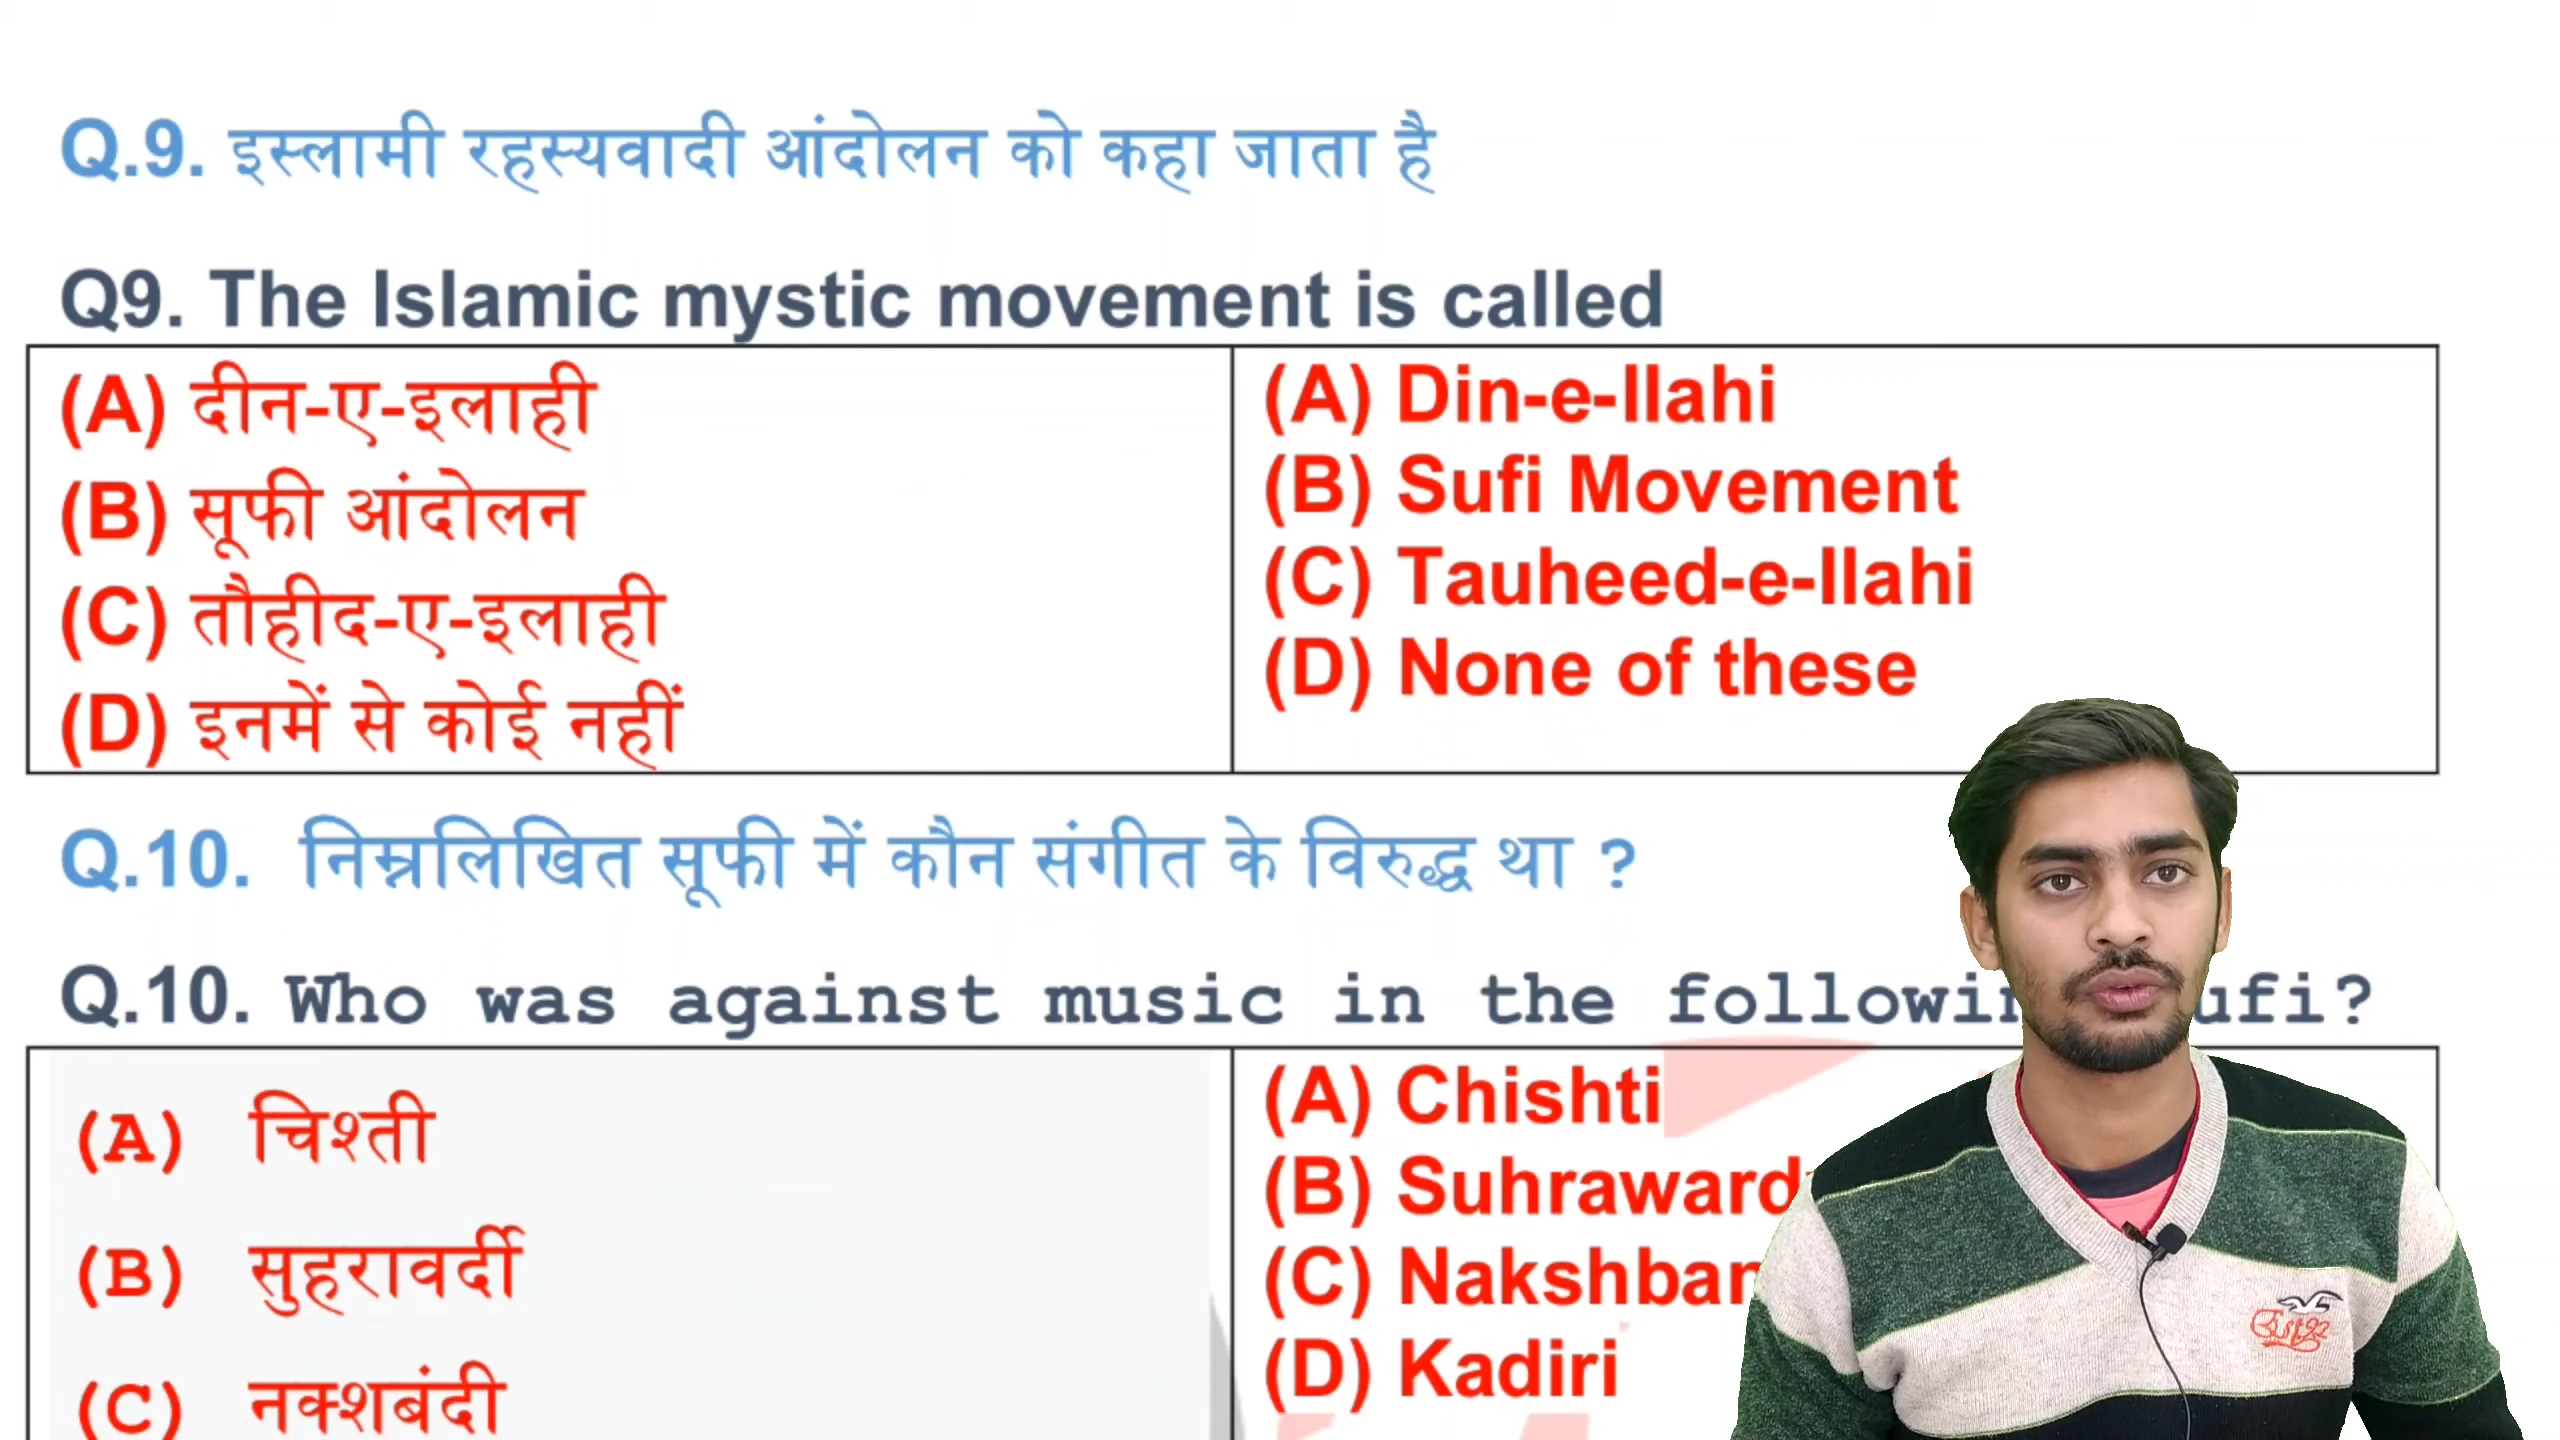 Q.9. इस्लामी रहस्यवादी आंदोलन को कहा जाता है
Q9. The Islamic mystic movement is called
(A) दीन-ए-इलाही
(B) सूफी आंदोलन
(C) तौहीद-ए-इलाही
(D) इनमें से कोई नहीं
(A) Din-e-Ilahi
(B) Sufi Movement
(C) Tauheed-e-Ilahi
(D) None of these
Q.10. निम्नलिखित सूफी में कौन संगीत के विरुद्ध था ?
Q.10. Who was against music in the
(A) चिश्ती
(B) सुहरावर्दी
(C) नक्शबंदी
(A) Chishti
(B)
(C)
(D) Kadiri